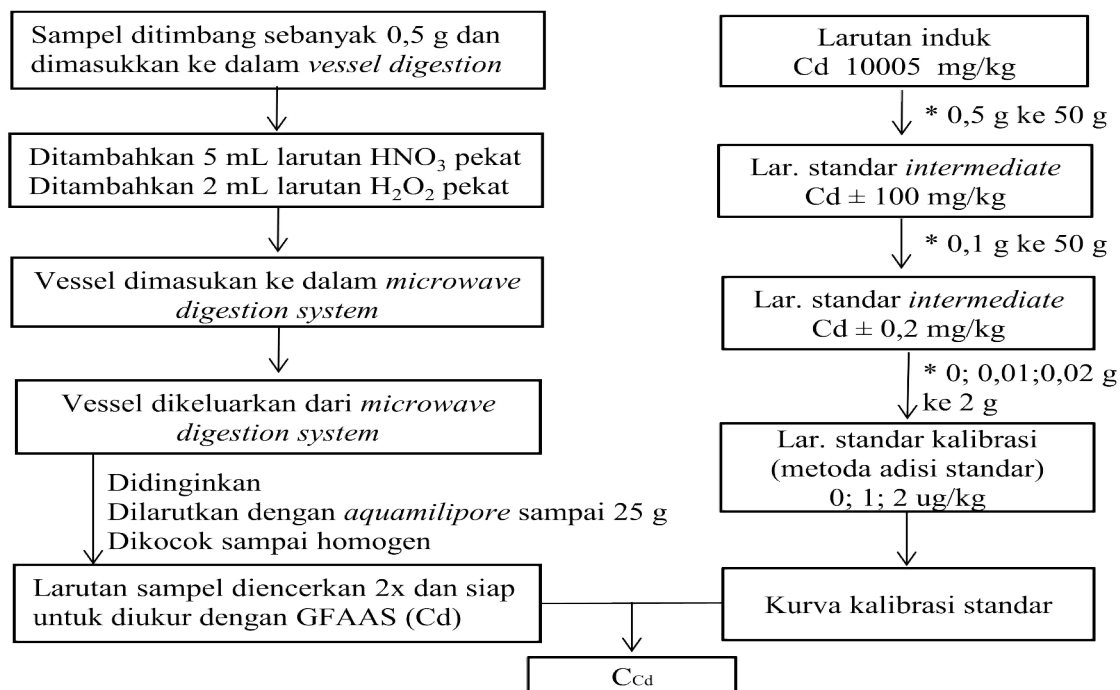 Sampel ditimbang sebanyak 0,5 g dan
dimasukkan ke dalam vessel digestion
Ditambahkan 5 mL larutan HNO₃ pekat
Ditambahkan 2 mL larutan H₂O₂ pekat
Vessel dimasukan ke dalam microwave
digestion system
Vessel dikeluarkan dari microwave
digestion system
Didinginkan
Dilarutkan dengan aquamilipore sampai 25 g
Dikocok sampai homogen
Larutan sampel diencerkan 2x dan siap
untuk diukur dengan GFAAS (Cd)
Larutan induk
Cd 10005 mg/kg
* 0,5 g ke 50 g
Lar. standar intermediate
Cd ± 100 mg/kg
* 0,1 g ke 50 g
Lar. standar intermediate
Cd ± 0,2 mg/kg
* 0; 0,01;0,02 g
ke 2 g
Lar. standar kalibrasi
(metoda adisi standar)
0; 1; 2 ug/kg
Kurva kalibrasi standar
C_Cd